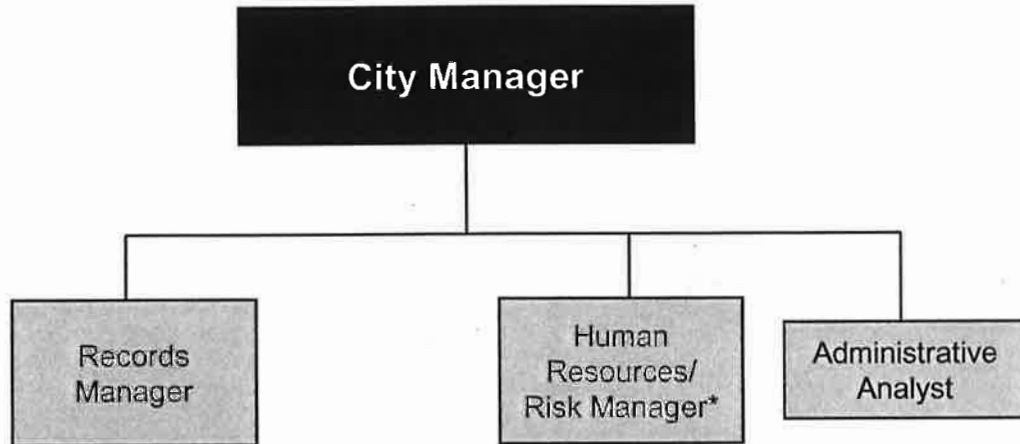 City Manager
Records
Manager
Human
Resources/
Risk Manager*
Administrative
Analyst